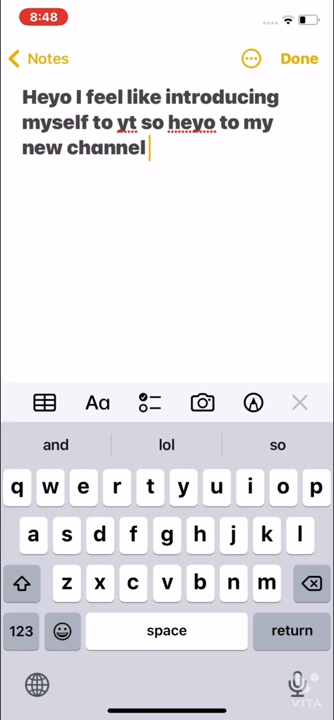 8:48
Notes
Done
Heyo I feel like introducing
myself to yt so heyo to my
new channel
Aa
and lol so
q w e r t y u i o p
a s d f g h j k l
z x c v b n m
123 space return
VITA